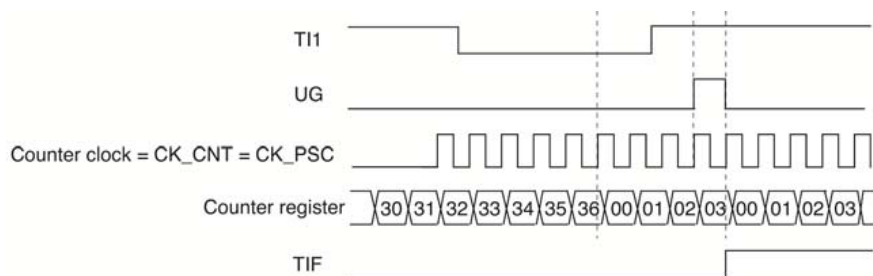 TI1
UG
Counter clock = CK_CNT = CK_PSC
Counter register 30 31 32 33 34 35 36 00 01 02 03 00 01 02 03
TIF